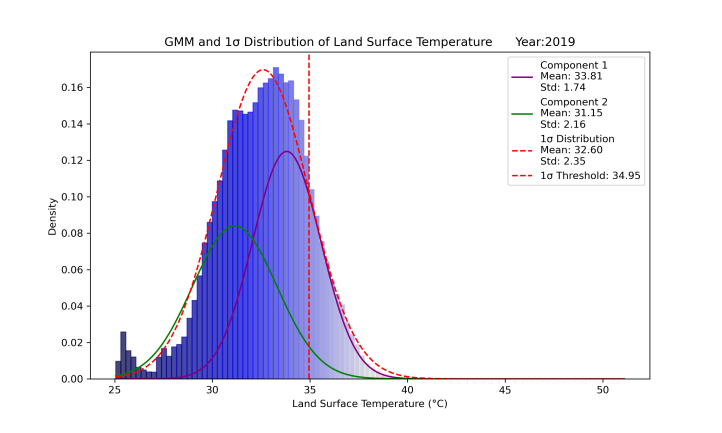 GMM and 1σ Distribution of Land Surface Temperature Year:2019
Component 1
Mean: 33.81
Std: 1.74
Component 2
Mean: 31.15
Std: 2.16
1σ Distribution
Mean: 32.60
Std: 2.35
1σ Threshold: 34.95
Density
0.16
0.14
0.12
0.10
0.08
0.06
0.04
0.02
0.00
25 30 35 40 45 50
Land Surface Temperature (°C)